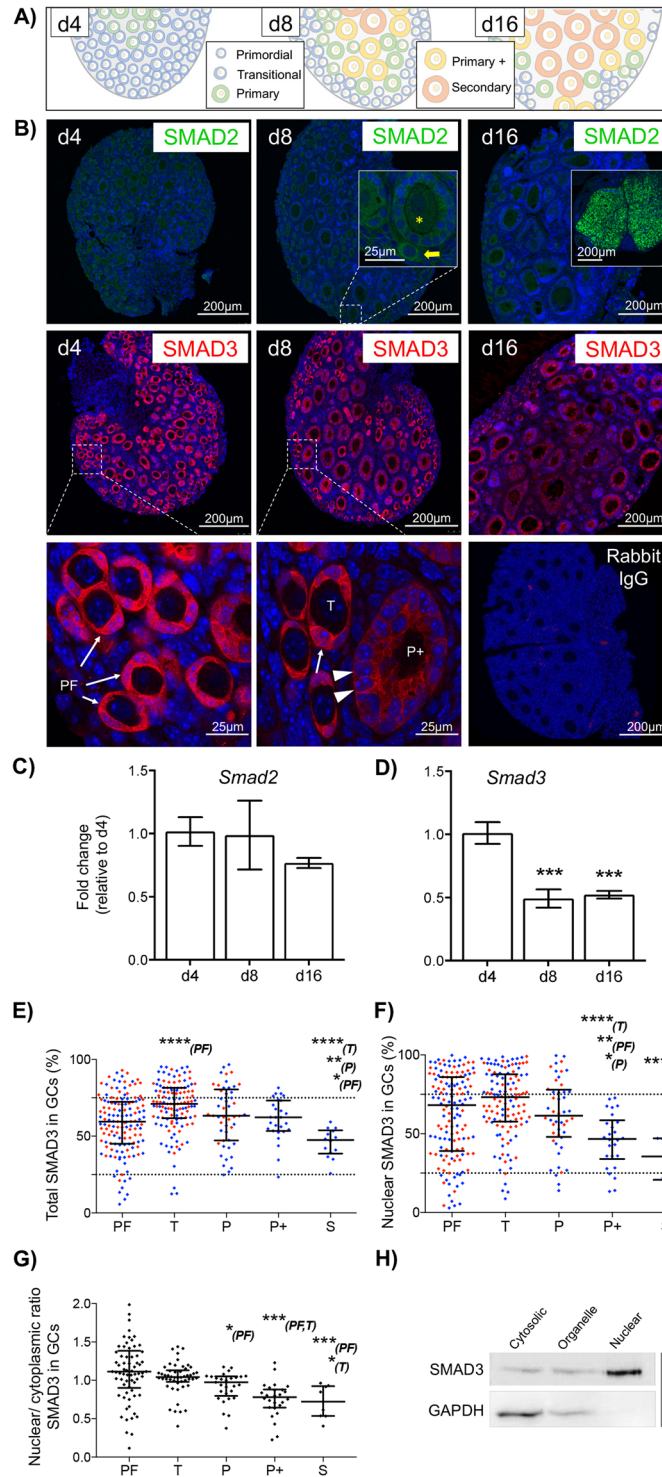 A)
d4
d8
d16
Primordial
Transitional
Primary
Primary +
Secondary
B)
d4 SMAD2
d8 SMAD2
d16 SMAD2
*
25µm
200µm
200µm
200µm
200µm
d4 SMAD3
d8 SMAD3
d16 SMAD3
200µm
200µm
200µm
PF
25µm
T
P+
25µm
Rabbit
IgG
200µm
C)
Smad2
Fold change
(relative to d4)
1.5
1.0
0.5
0.0
d4 d8 d16
D)
Smad3
1.5
1.0
0.5
0.0
*** ***
d4 d8 d16
E)
Total SMAD3 in GCs (%)
100
75
50
25
0
****(PF)
****(T)
**(P)
*(PF)
PF T P P+ S
F)
Nuclear SMAD3 in GCs (%)
100
75
50
25
0
****(T)
**(PF)
*(P)
PF T P P+
G)
Nuclear/ cytoplasmic ratio
SMAD3 in GCs
2.0
1.5
1.0
0.5
0.0
*(PF)
***(PF,T)
***(PF)
*(T)
PF T P P+ S
H)
Cytosolic
Organelle
Nuclear
SMAD3
GAPDH